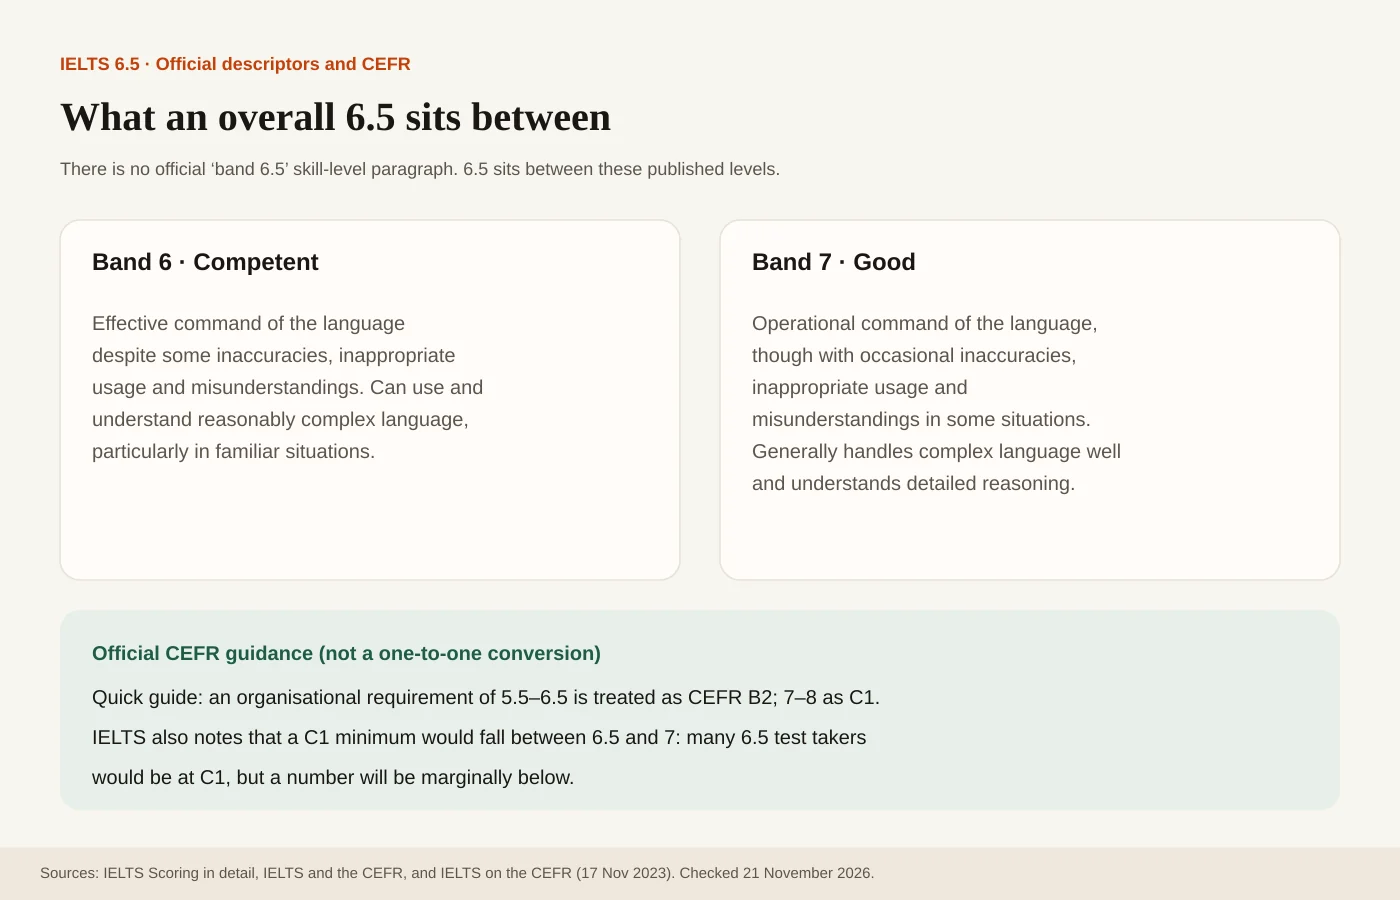 IELTS 6.5 · Official descriptors and CEFR
What an overall 6.5 sits between
There is no official ‘band 6.5’ skill-level paragraph. 6.5 sits between these published levels.
Band 6 · Competent
Effective command of the language
despite some inaccuracies, inappropriate
usage and misunderstandings. Can use and
understand reasonably complex language,
particularly in familiar situations.
Band 7 · Good
Operational command of the language,
though with occasional inaccuracies,
inappropriate usage and
misunderstandings in some situations.
Generally handles complex language well
and understands detailed reasoning.
Official CEFR guidance (not a one-to-one conversion)
Quick guide: an organisational requirement of 5.5–6.5 is treated as CEFR B2; 7–8 as C1.
IELTS also notes that a C1 minimum would fall between 6.5 and 7: many 6.5 test takers
would be at C1, but a number will be marginally below.
Sources: IELTS Scoring in detail, IELTS and the CEFR, and IELTS on the CEFR (17 Nov 2023). Checked 21 November 2026.